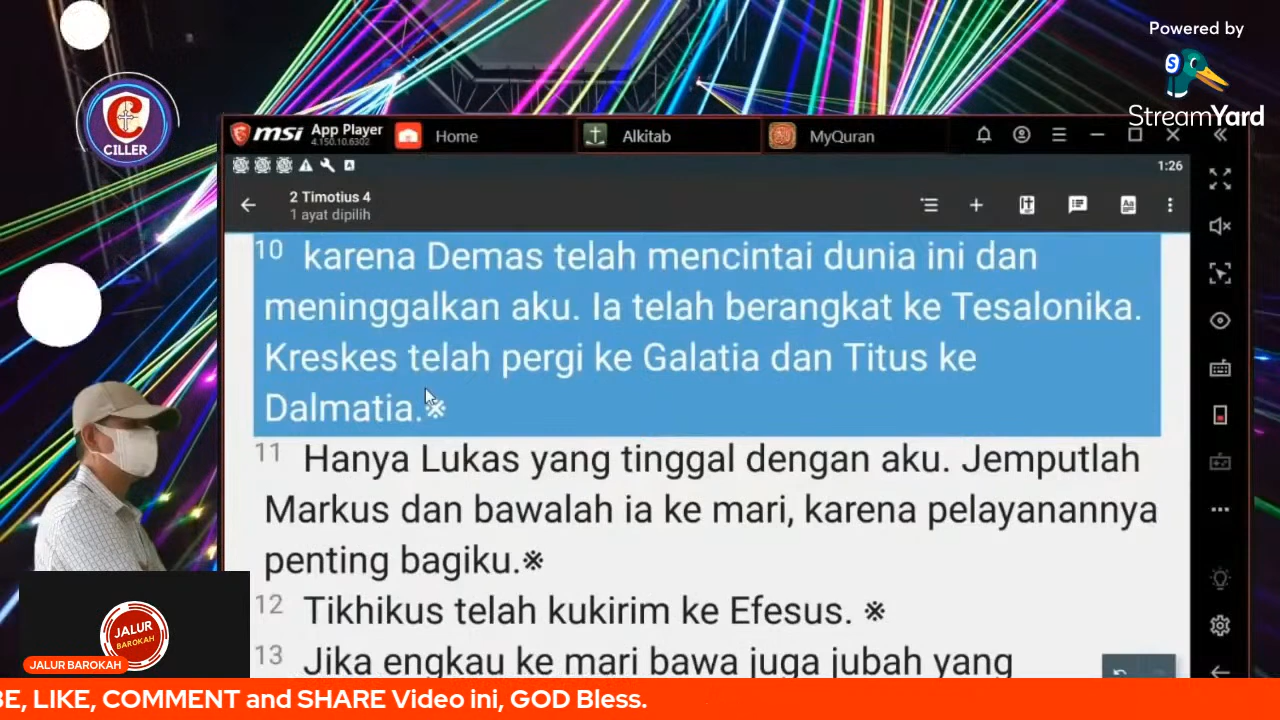 Powered by
StreamYard
CILLER
msi App Player
4.150.10.6302
Home
Alkitab
MyQuran
1:26
2 Timotius 4
1 ayat dipilih
10 karena Demas telah mencintai dunia ini dan
meninggalkan aku. Ia telah berangkat ke Tesalonika.
Kreskes telah pergi ke Galatia dan Titus ke
Dalmatia.※
11 Hanya Lukas yang tinggal dengan aku. Jemputlah
Markus dan bawalah ia ke mari, karena pelayanannya
penting bagiku.※
12 Tikhikus telah kukirim ke Efesus. ※
13 Jika engkau ke mari bawa juga jubah yang
JALUR
BAROKAH
JALUR BAROKAH
BE, LIKE, COMMENT and SHARE Video ini, GOD Bless.